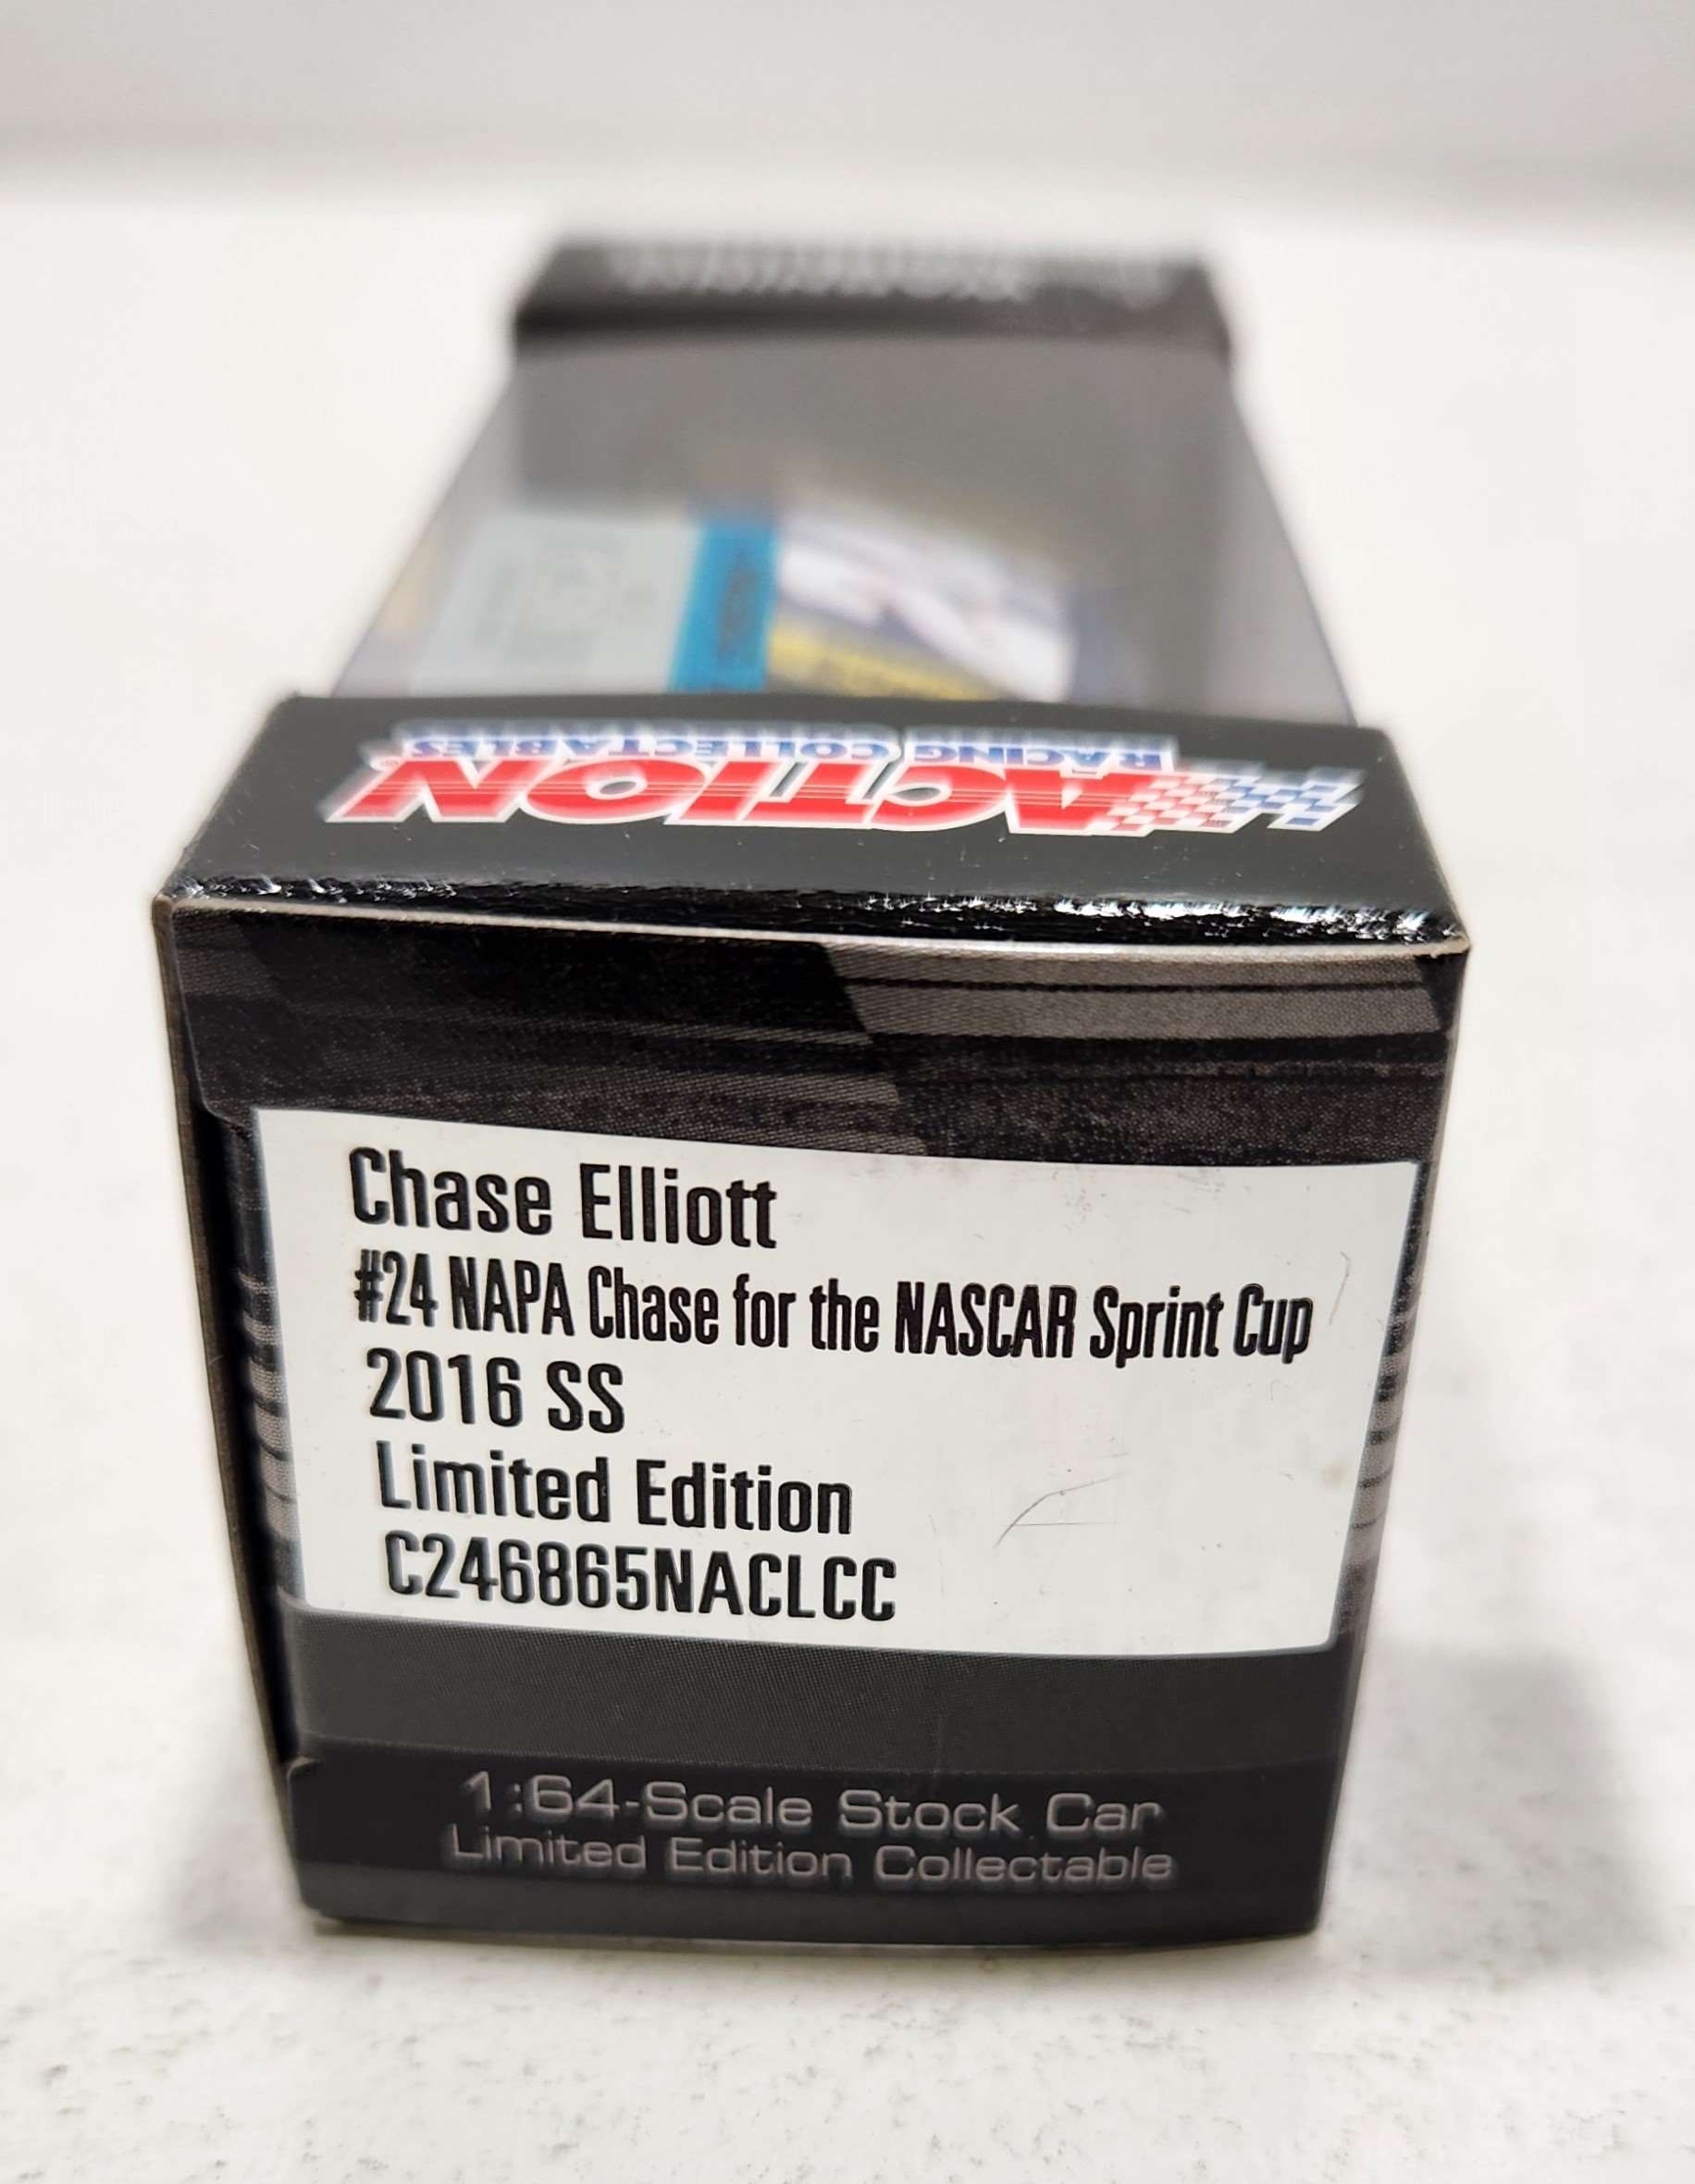 ACTION
RACING COLLECTABLES
Chase Elliott
#24 NAPA Chase for the NASCAR Sprint Cup
2016 SS
Limited Edition
C246865NACLCC
1:64-Scale Stock Car
Limited Edition Collectable